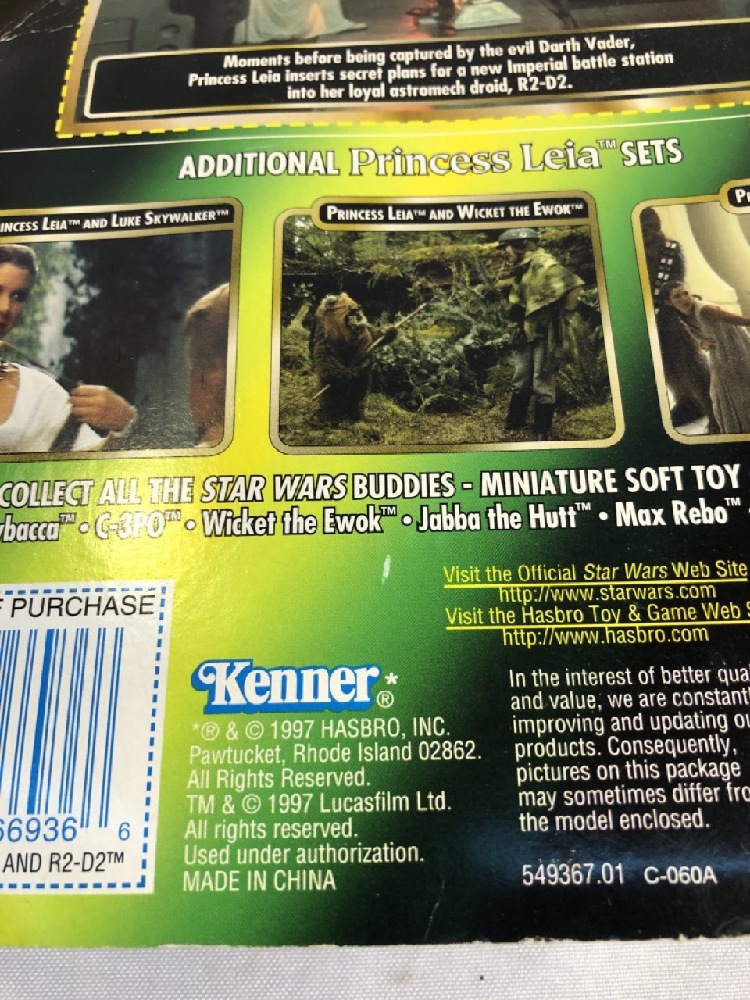 Moments before being captured by the evil Darth Vader,
Princess Leia inserts secret plans for a new Imperial battle station
into her loyal astromech droid, R2-D2.
ADDITIONAL Princess Leia™ SETS
INCESS LEIA™ AND LUKE SKYWALKER™
PRINCESS LEIA™ AND WICKET THE EWOK™
PR
COLLECT ALL THE STAR WARS BUDDIES - MINIATURE SOFT TOY
bacca™ • C-3PO™ • Wicket the Ewok™ • Jabba the Hutt™ • Max Rebo™
Visit the Official Star Wars Web Site
http://www.starwars.com
Visit the Hasbro Toy & Game Web S
http://www.hasbro.com
F PURCHASE
66936 6
AND R2-D2™
Kenner*®
*® & © 1997 HASBRO, INC.
Pawtucket, Rhode Island 02862.
All Rights Reserved.
TM & © 1997 Lucasfilm Ltd.
All rights reserved.
Used under authorization.
MADE IN CHINA
In the interest of better qua
and value; we are constant
improving and updating ou
products. Consequently,
pictures on this package
may sometimes differ fro
the model enclosed.
549367.01 C-060A